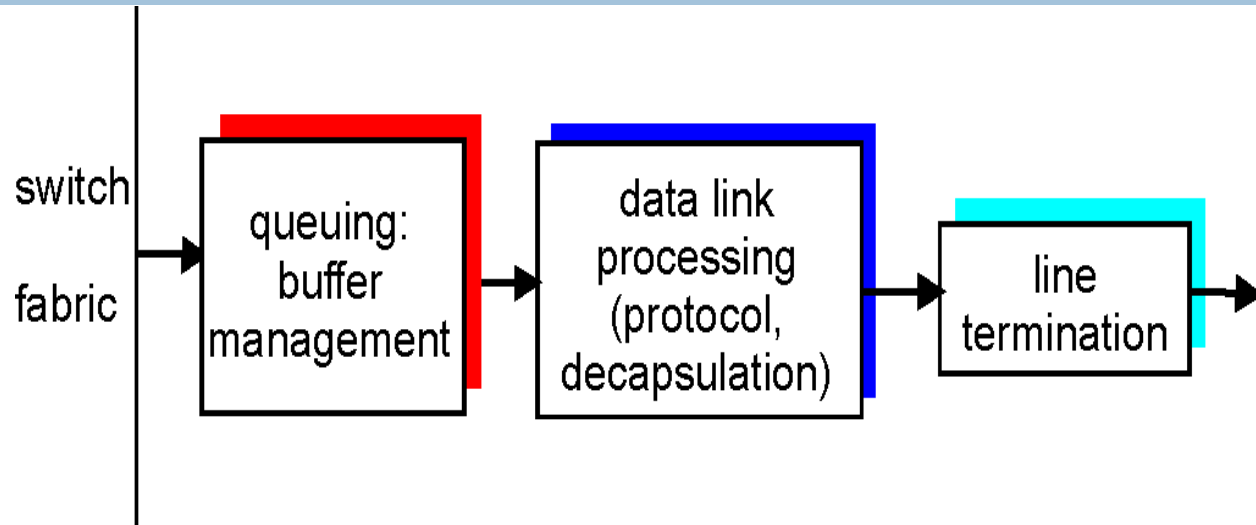 switch
fabric
queuing:
buffer
management
data link
processing
(protocol,
decapsulation)
line
termination